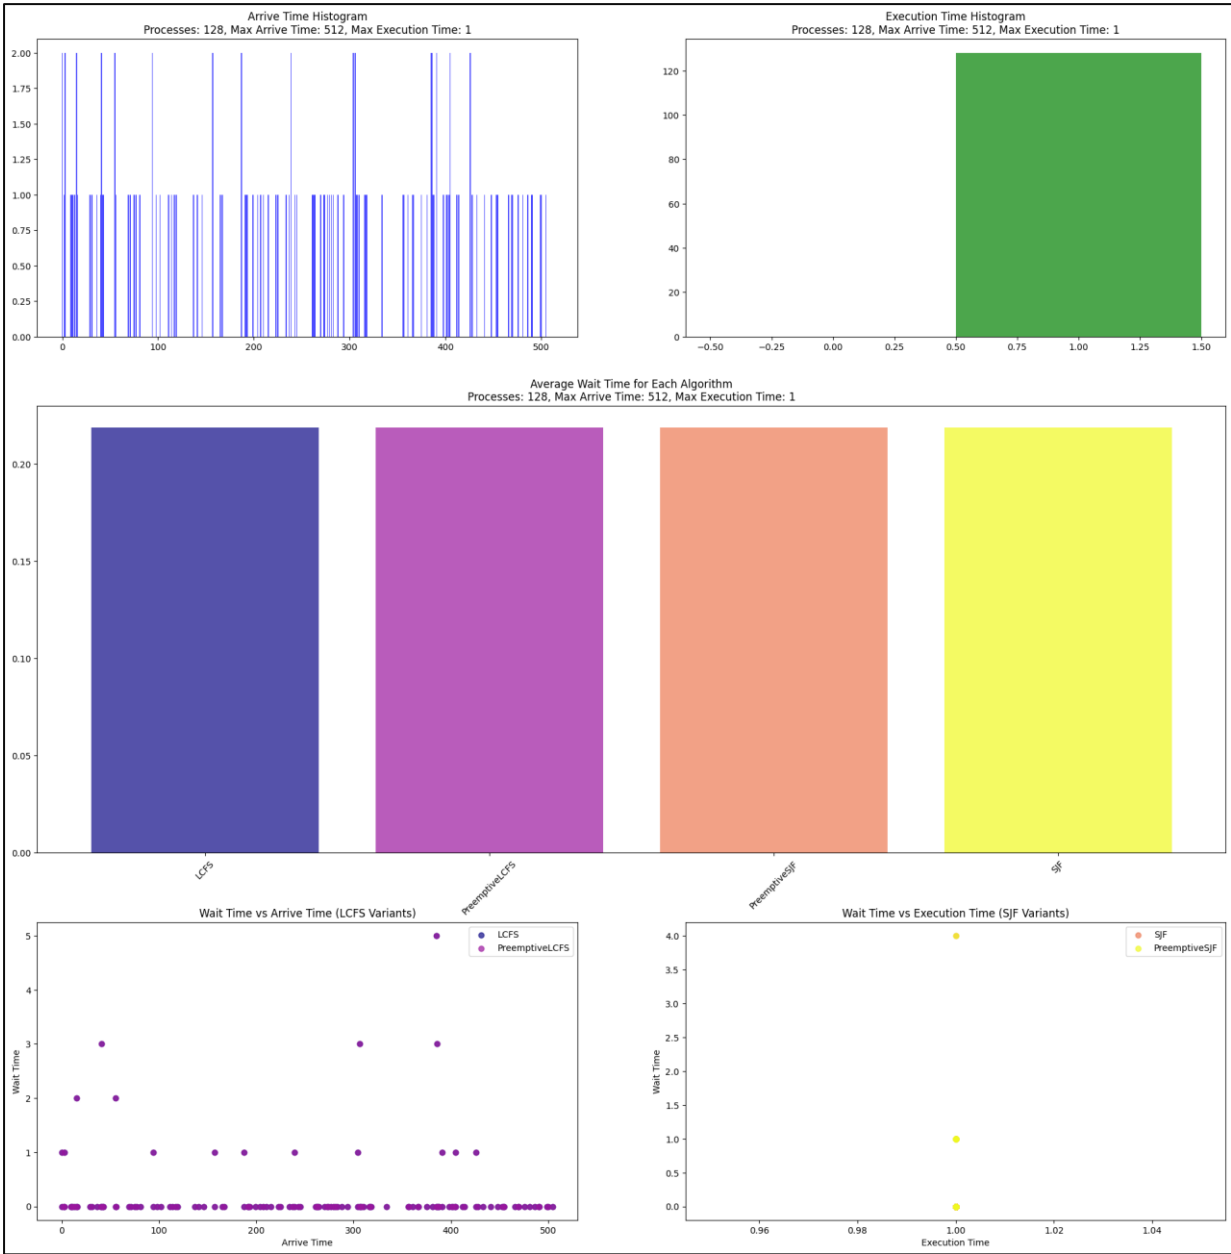 Arrive Time Histogram
Processes: 128, Max Arrive Time: 512, Max Execution Time: 1
2.00
1.75
1.50
1.25
1.00
0.75
0.50
0.25
0.00
0 100 200 300 400 500
Execution Time Histogram
Processes: 128, Max Arrive Time: 512, Max Execution Time: 1
120
100
80
60
40
20
0
−0.50 −0.25 0.00 0.25 0.50 0.75 1.00 1.25 1.50
Average Wait Time for Each Algorithm
Processes: 128, Max Arrive Time: 512, Max Execution Time: 1
0.20
0.15
0.10
0.05
0.00
LCFS PreemptiveLCFS PreemptiveSJF SJF
Wait Time vs Arrive Time (LCFS Variants)
LCFS
PreemptiveLCFS
Wait Time
5
4
3
2
1
0
0 100 200 300 400 500
Arrive Time
Wait Time vs Execution Time (SJF Variants)
SJF
PreemptiveSJF
Wait Time
4.0
3.5
3.0
2.5
2.0
1.5
1.0
0.5
0.0
0.96 0.98 1.00 1.02 1.04
Execution Time